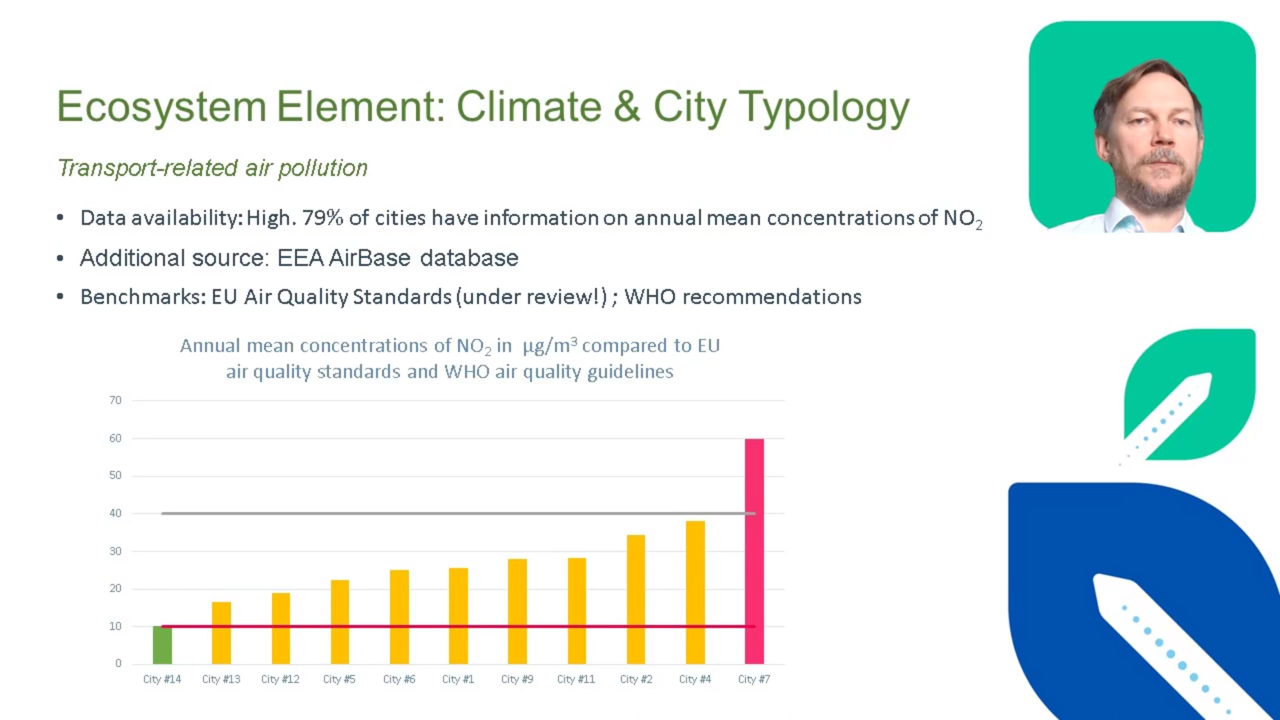 Ecosystem Element: Climate & City Typology
Transport-related air pollution
• Data availability: High. 79% of cities have information on annual mean concentrations of NO₂
• Additional source: EEA AirBase database
• Benchmarks: EU Air Quality Standards (under review!) ; WHO recommendations
Annual mean concentrations of NO₂ in µg/m³ compared to EU
air quality standards and WHO air quality guidelines
70
60
50
40
30
20
10
0
City #14 City #13 City #12 City #5 City #6 City #1 City #9 City #11 City #2 City #4 City #7